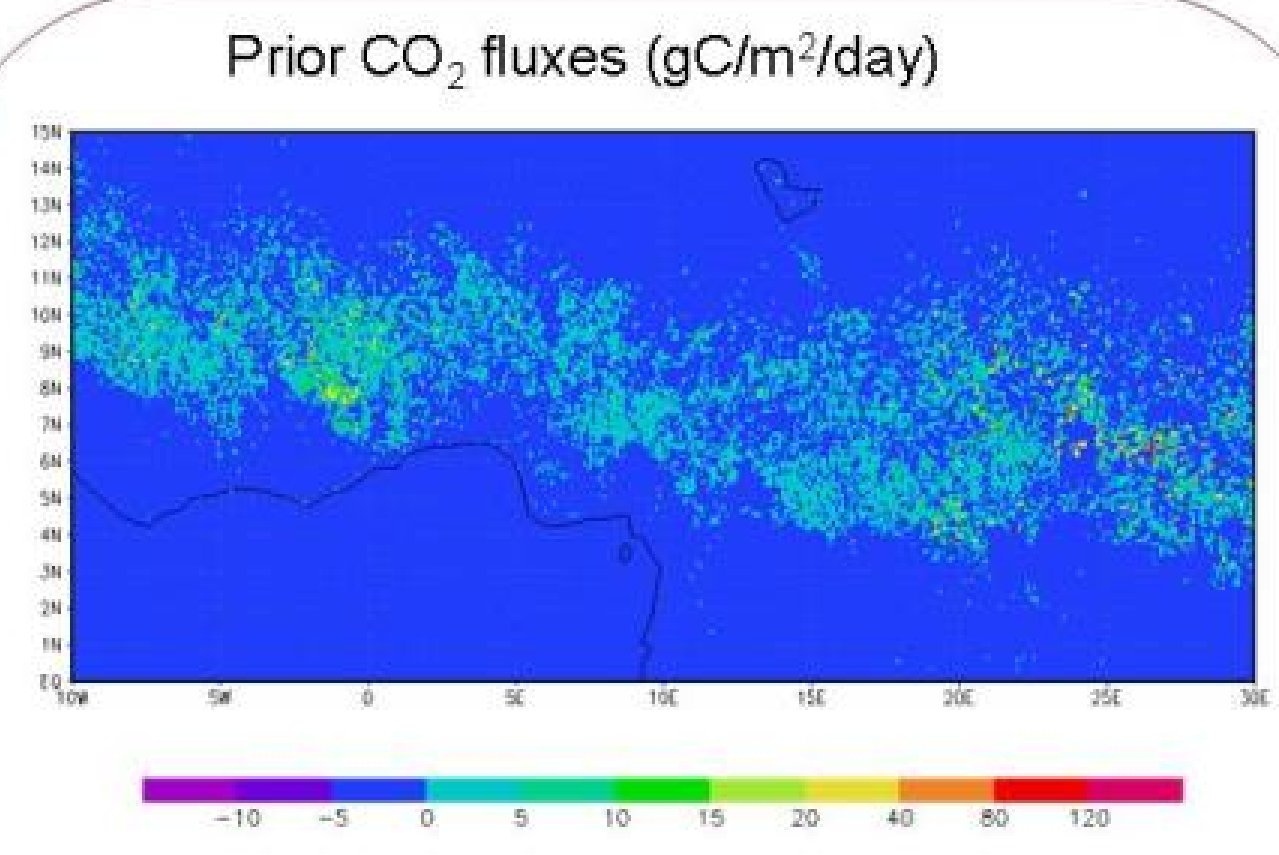 Prior CO₂ fluxes (gC/m²/day)
15N
14N
13N
12N
11N
10N
9N
8N
7N
6N
5N
4N
3N
2N
1N
EQ
10W 5W 0 5E 10E 15E 20E 25E 30E
−10 −5 0 5 10 15 20 40 80 120